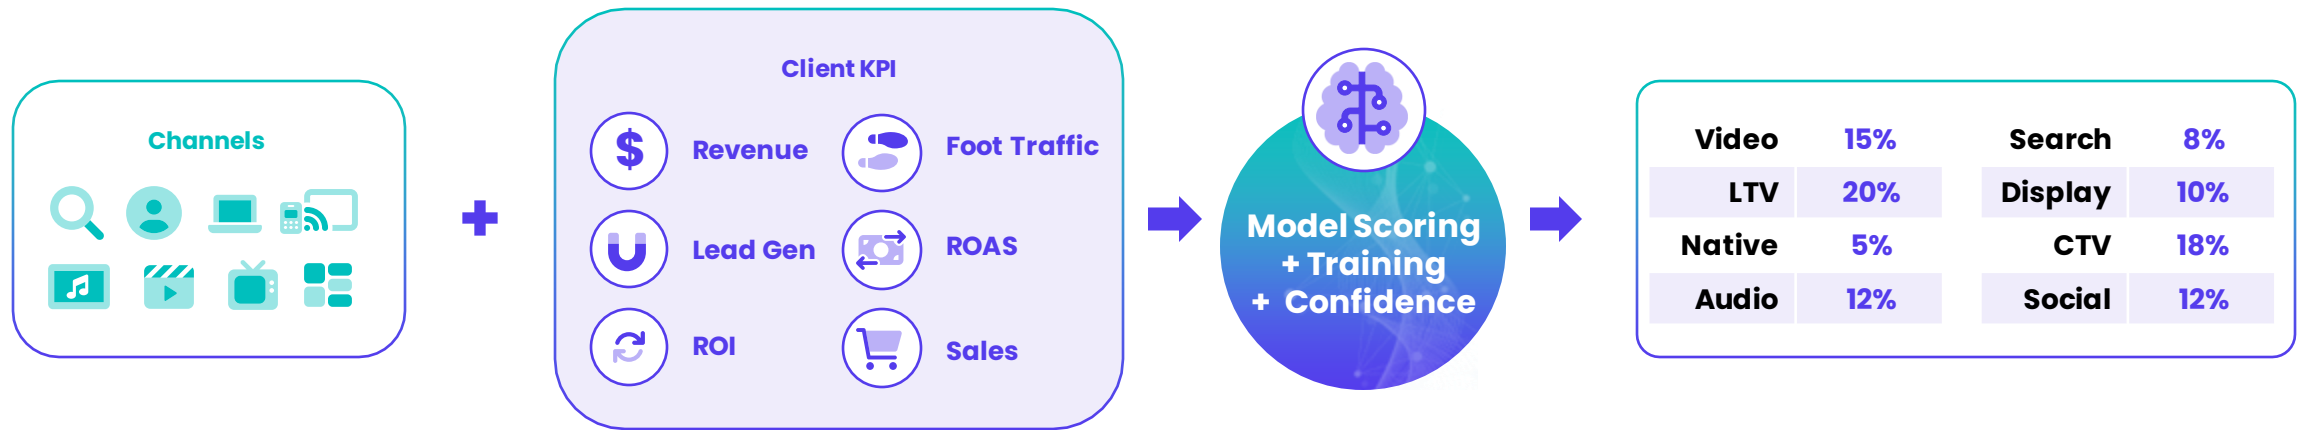 Channels
Client KPI
$
Revenue
Foot Traffic
Lead Gen
ROAS
ROI
Sales
Model Scoring
+ Training
+ Confidence
Video 15% Search 8%
LTV 20% Display 10%
Native 5% CTV 18%
Audio 12% Social 12%